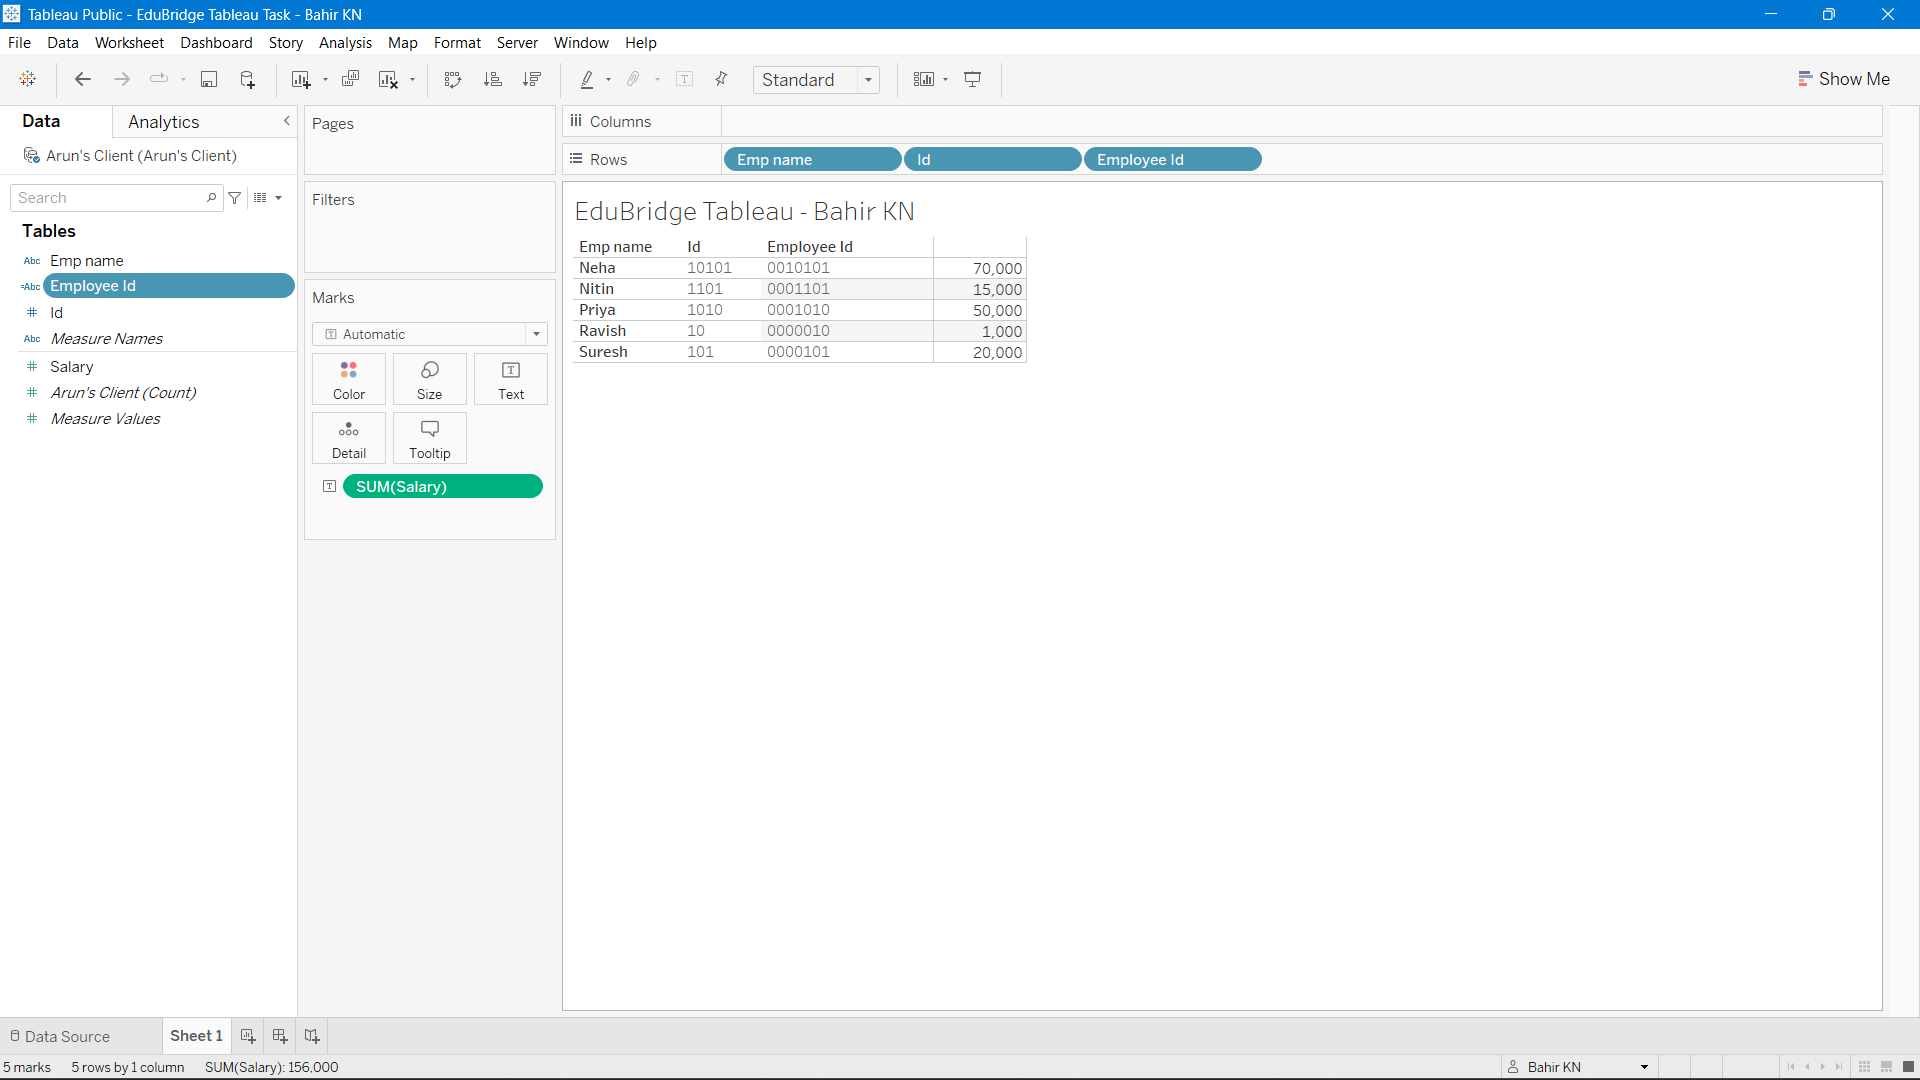 Tableau Public - EduBridge Tableau Task - Bahir KN
File Data Worksheet Dashboard Story Analysis Map Format Server Window Help
Standard
Show Me
Data Analytics
Arun's Client (Arun's Client)
Search
Tables
Abc Emp name
=Abc Employee Id
# Id
Abc Measure Names
# Salary
# Arun's Client (Count)
# Measure Values
Pages
Filters
Marks
T Automatic
Color Size Text
Detail Tooltip
T SUM(Salary)
Columns
Rows Emp name Id Employee Id
EduBridge Tableau - Bahir KN
Emp name Id Employee Id
Neha 10101 0010101 70,000
Nitin 1101 0001101 15,000
Priya 1010 0001010 50,000
Ravish 10 0000010 1,000
Suresh 101 0000101 20,000
Data Source Sheet 1
5 marks 5 rows by 1 column SUM(Salary): 156,000 Bahir KN